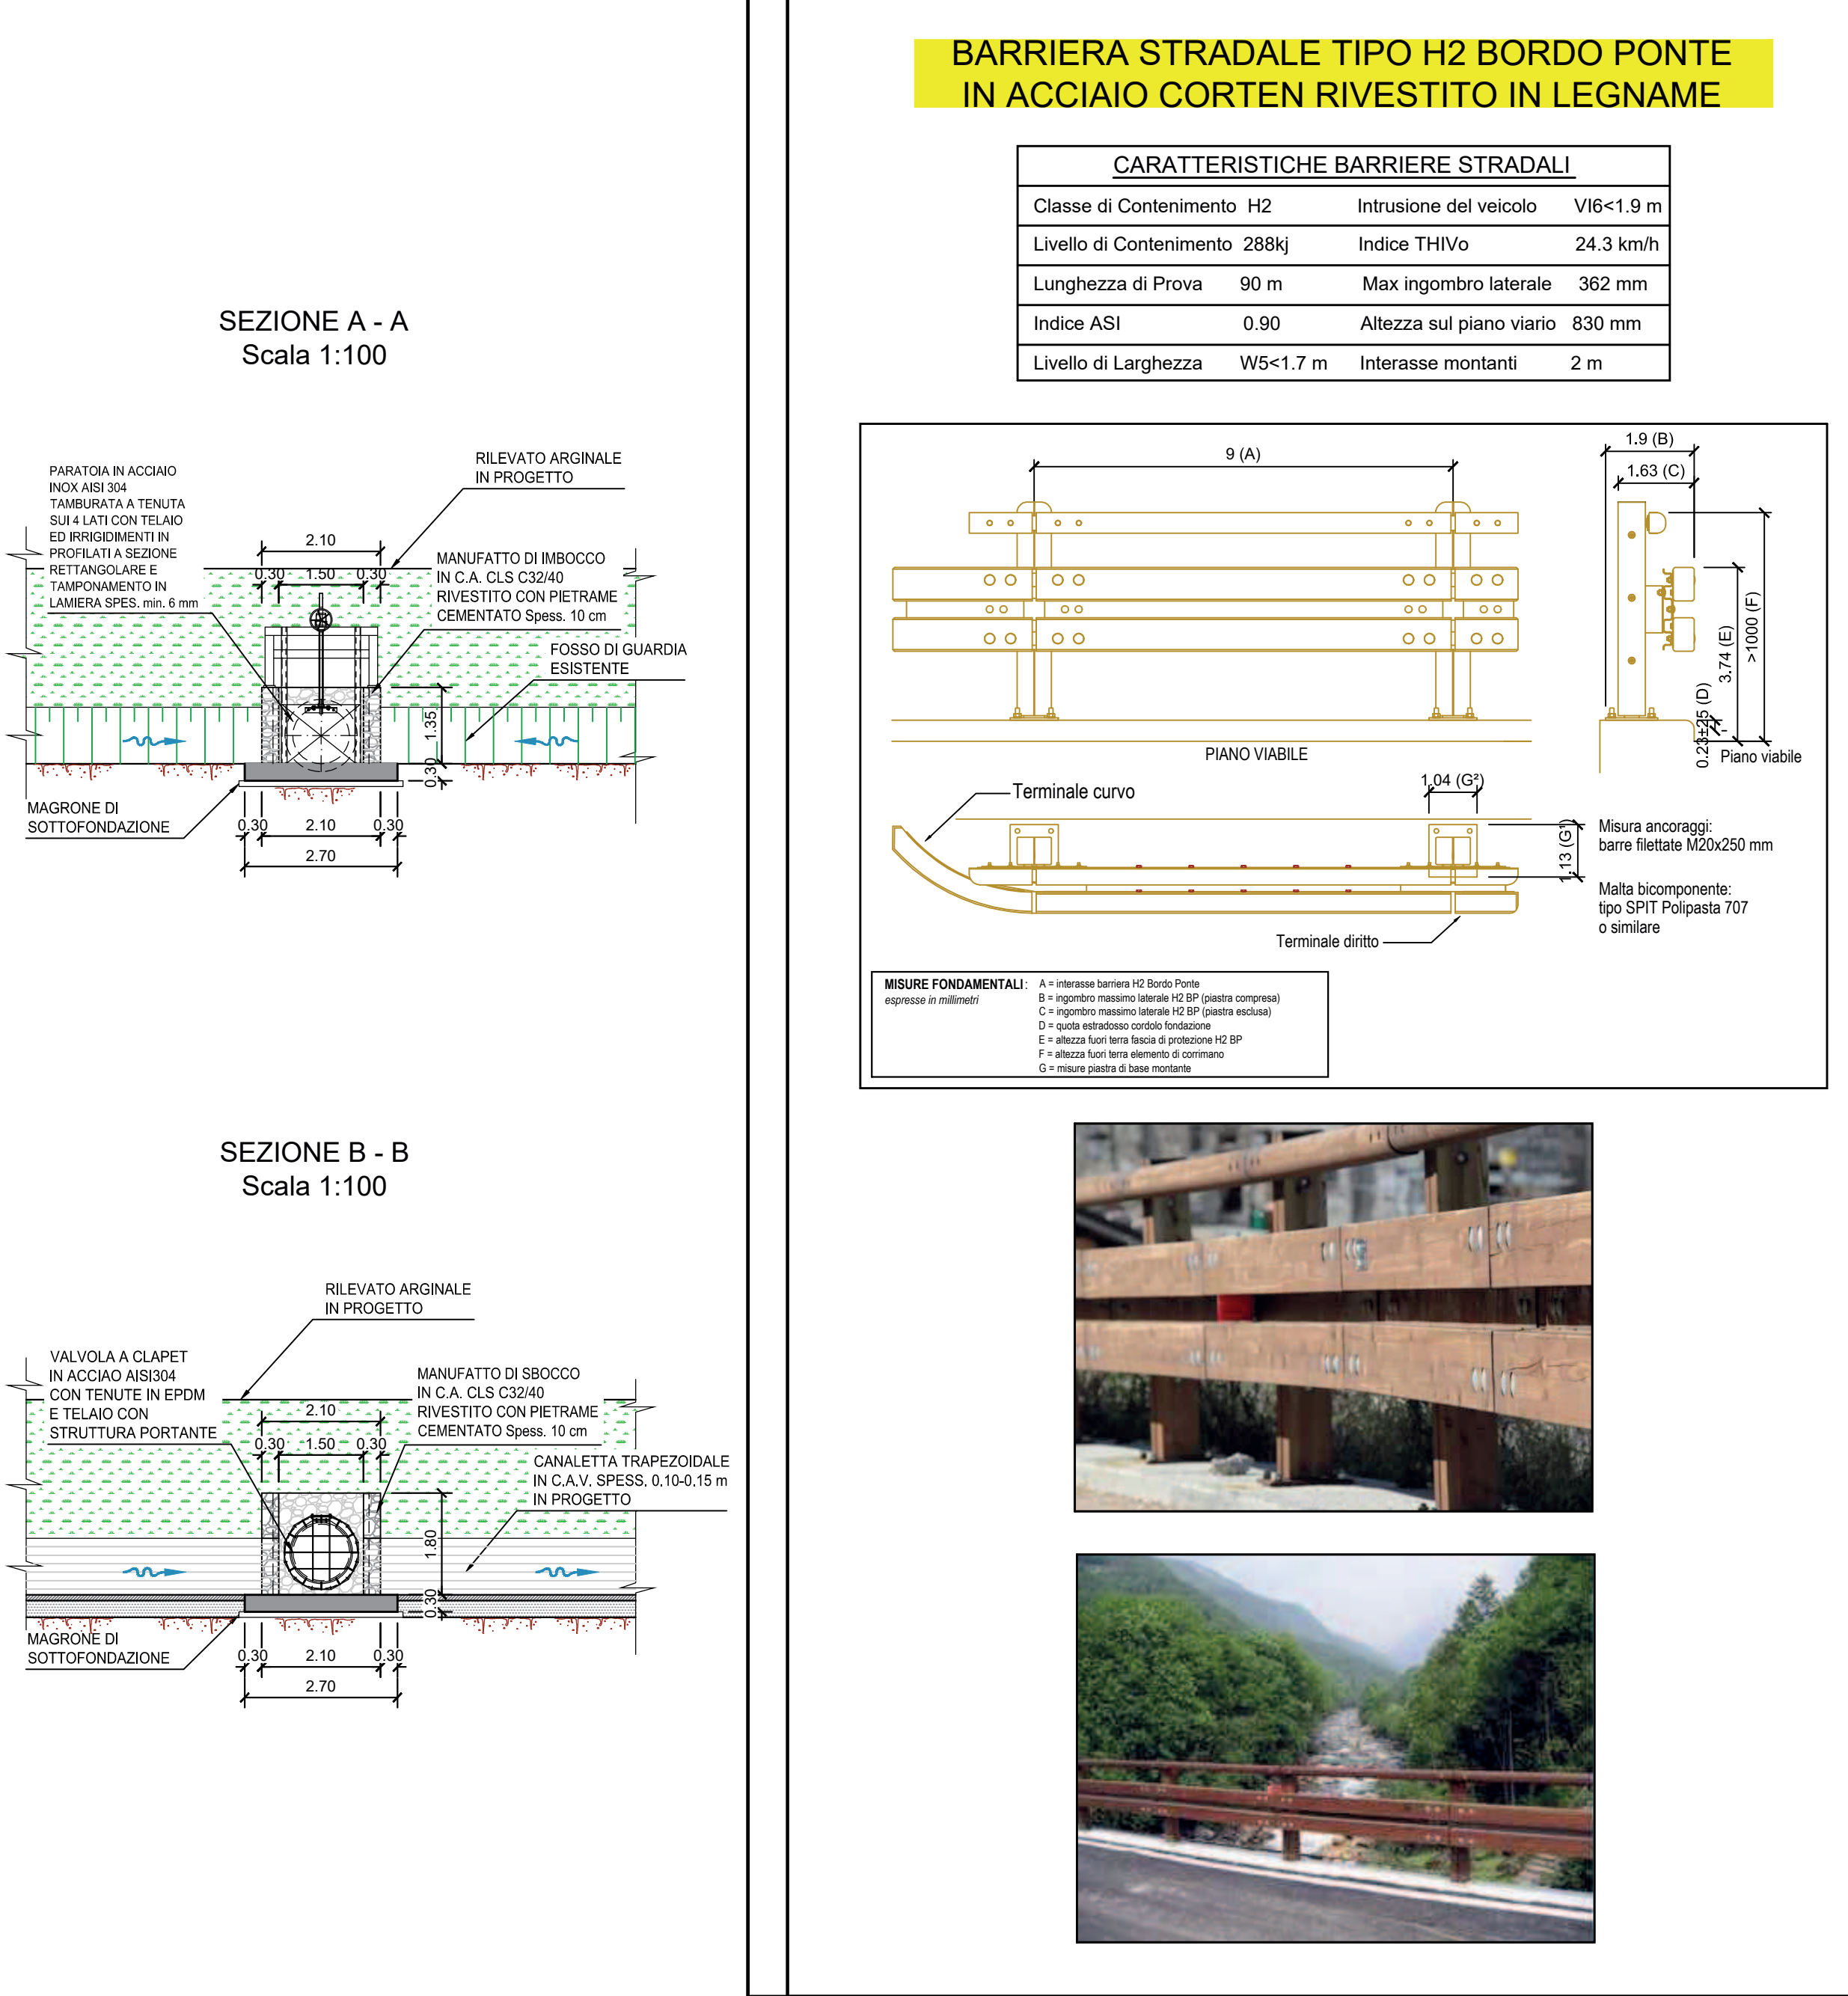 SEZIONE A - A
Scala 1:100
PARATOIA IN ACCIAIO
INOX AISI 304
TAMBURATA A TENUTA
SUI 4 LATI CON TELAIO
ED IRRIGIDIMENTI IN
PROFILATI A SEZIONE
RETTANGOLARE E
TAMPONAMENTO IN
LAMIERA SPES. min. 6 mm
RILEVATO ARGINALE
IN PROGETTO
2.10
0.30 1.50 0.30
MANUFATTO DI IMBOCCO
IN C.A. CLS C32/40
RIVESTITO CON PIETRAME
CEMENTATO Spess. 10 cm
FOSSO DI GUARDIA
ESISTENTE
1.35
0.30
MAGRONE DI
SOTTOFONDAZIONE
0.30 2.10 0.30
2.70
SEZIONE B - B
Scala 1:100
RILEVATO ARGINALE
IN PROGETTO
VALVOLA A CLAPET
IN ACCIAO AISI304
CON TENUTE IN EPDM
E TELAIO CON
STRUTTURA PORTANTE
2.10
0.30 1.50 0.30
MANUFATTO DI SBOCCO
IN C.A. CLS C32/40
RIVESTITO CON PIETRAME
CEMENTATO Spess. 10 cm
CANALETTA TRAPEZOIDALE
IN C.A.V. SPESS. 0,10-0,15 m
IN PROGETTO
1.80
0.30
MAGRONE DI
SOTTOFONDAZIONE
0.30 2.10 0.30
2.70
BARRIERA STRADALE TIPO H2 BORDO PONTE
IN ACCIAIO CORTEN RIVESTITO IN LEGNAME
CARATTERISTICHE BARRIERE STRADALI
Classe di Contenimento H2 Intrusione del veicolo VI6<1.9 m
Livello di Contenimento 288kj Indice THIVo 24.3 km/h
Lunghezza di Prova 90 m Max ingombro laterale 362 mm
Indice ASI 0.90 Altezza sul piano viario 830 mm
Livello di Larghezza W5<1.7 m Interasse montanti 2 m
9 (A)
1.9 (B)
1.63 (C)
3.74 (E)
>1000 (F)
0.23±25 (D)
PIANO VIABILE
Piano viabile
Terminale curvo
1.04 (G²)
1.13 (G¹)
Misura ancoraggi:
barre filettate M20x250 mm
Malta bicomponente:
tipo SPIT Polipasta 707
o similare
Terminale diritto
MISURE FONDAMENTALI:
espresse in millimetri
A = interasse barriera H2 Bordo Ponte
B = ingombro massimo laterale H2 BP (piastra compresa)
C = ingombro massimo laterale H2 BP (piastra esclusa)
D = quota estradosso cordolo fondazione
E = altezza fuori terra fascia di protezione H2 BP
F = altezza fuori terra elemento di corrimano
G = misure piastra di base montante